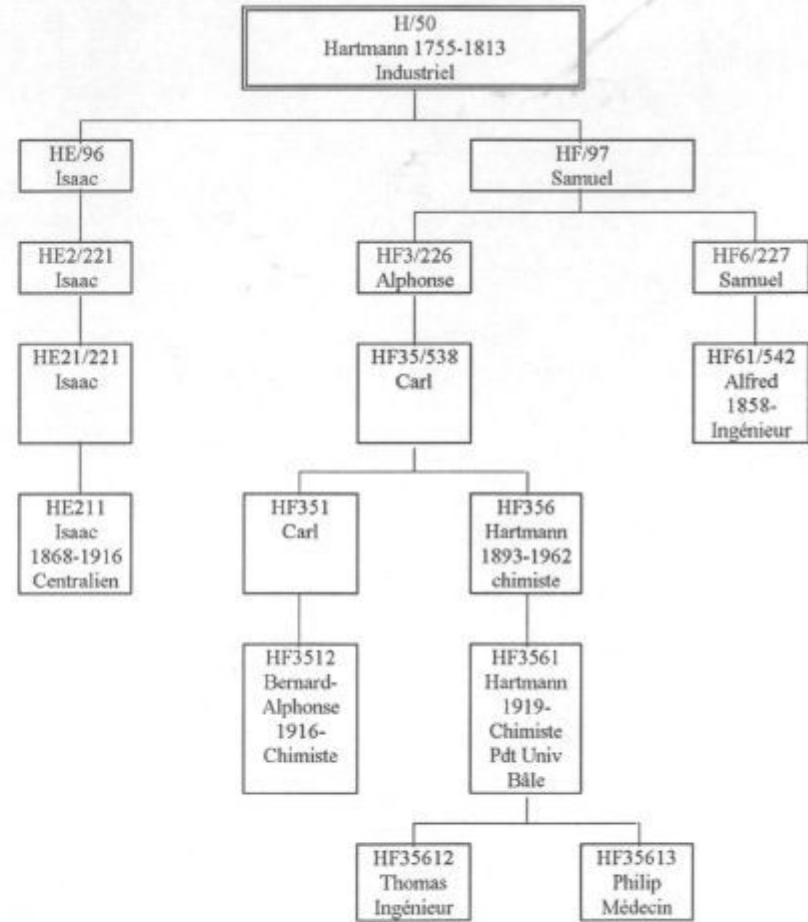 H/50
Hartmann 1755-1813
Industriel
HE/96
Isaac
HF/97
Samuel
HE2/221
Isaac
HF3/226
Alphonse
HF6/227
Samuel
HE21/221
Isaac
HF35/538
Carl
HF61/542
Alfred
1858-
Ingénieur
HE211
Isaac
1868-1916
Centralien
HF351
Carl
HF356
Hartmann
1893-1962
chimiste
HF3512
Bernard-
Alphonse
1916-
Chimiste
HF3561
Hartmann
1919-
Chimiste
Pdt Univ
Bâle
HF35612
Thomas
Ingénieur
HF35613
Philip
Médecin